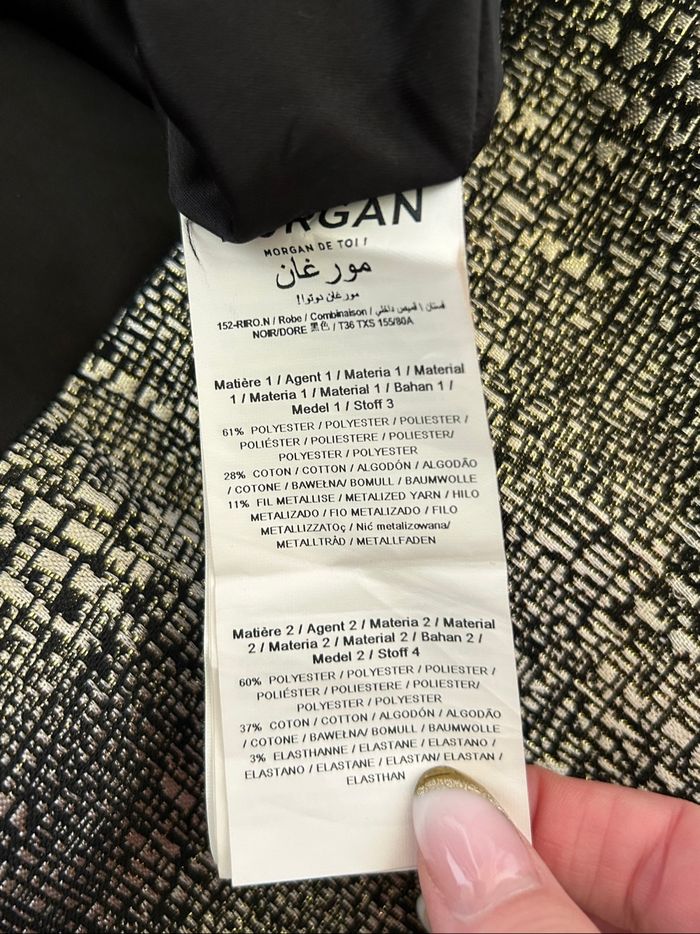 MORGAN
MORGAN DE TOI !
مورغان
مورغان دوتوا!
152-RIRO.N / Robe / Combinaison / فستان \ قميص داخلي /
NOIR/DORE 黑色 / T36 TXS 155/80A
Matière 1 / Agent 1 / Materia 1 / Material
1 / Materia 1 / Material 1 / Bahan 1 /
Medel 1 / Stoff 3
61% POLYESTER / POLYESTER / POLIESTER /
POLIÉSTER / POLIESTERE / POLIESTER/
POLYESTER / POLYESTER
28% COTON / COTTON / ALGODÓN / ALGODÃO
/ COTONE / BAWEŁNA/ BOMULL / BAUMWOLLE
11% FIL METALLISE / METALIZED YARN / HILO
METALIZADO / FIO METALIZADO / FILO
METALLIZZATOç / Nić metalizowana/
METALLTRÅD / METALLFADEN
Matière 2 / Agent 2 / Materia 2 / Material
2 / Materia 2 / Material 2 / Bahan 2 /
Medel 2 / Stoff 4
60% POLYESTER / POLYESTER / POLIESTER /
POLIÉSTER / POLIESTERE / POLIESTER/
POLYESTER / POLYESTER
37% COTON / COTTON / ALGODÓN / ALGODÃO
/ COTONE / BAWEŁNA/ BOMULL / BAUMWOLLE
3% ELASTHANNE / ELASTANE / ELASTANO /
ELASTANO / ELASTANE / ELASTAN/ ELASTAN /
ELASTHAN